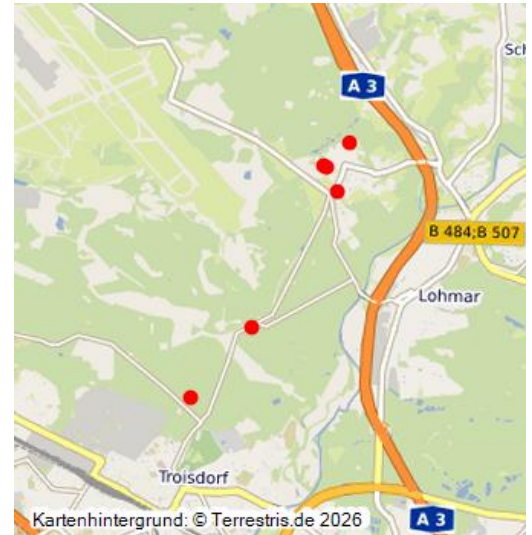 Sch
A 3
B 484;B 507
Lohmar
Troisdorf
Kartenhintergrund: © Terrestris.de 2026
A 3